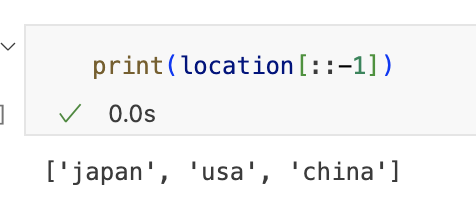 print(location[::-1])
0.0s
['japan', 'usa', 'china']